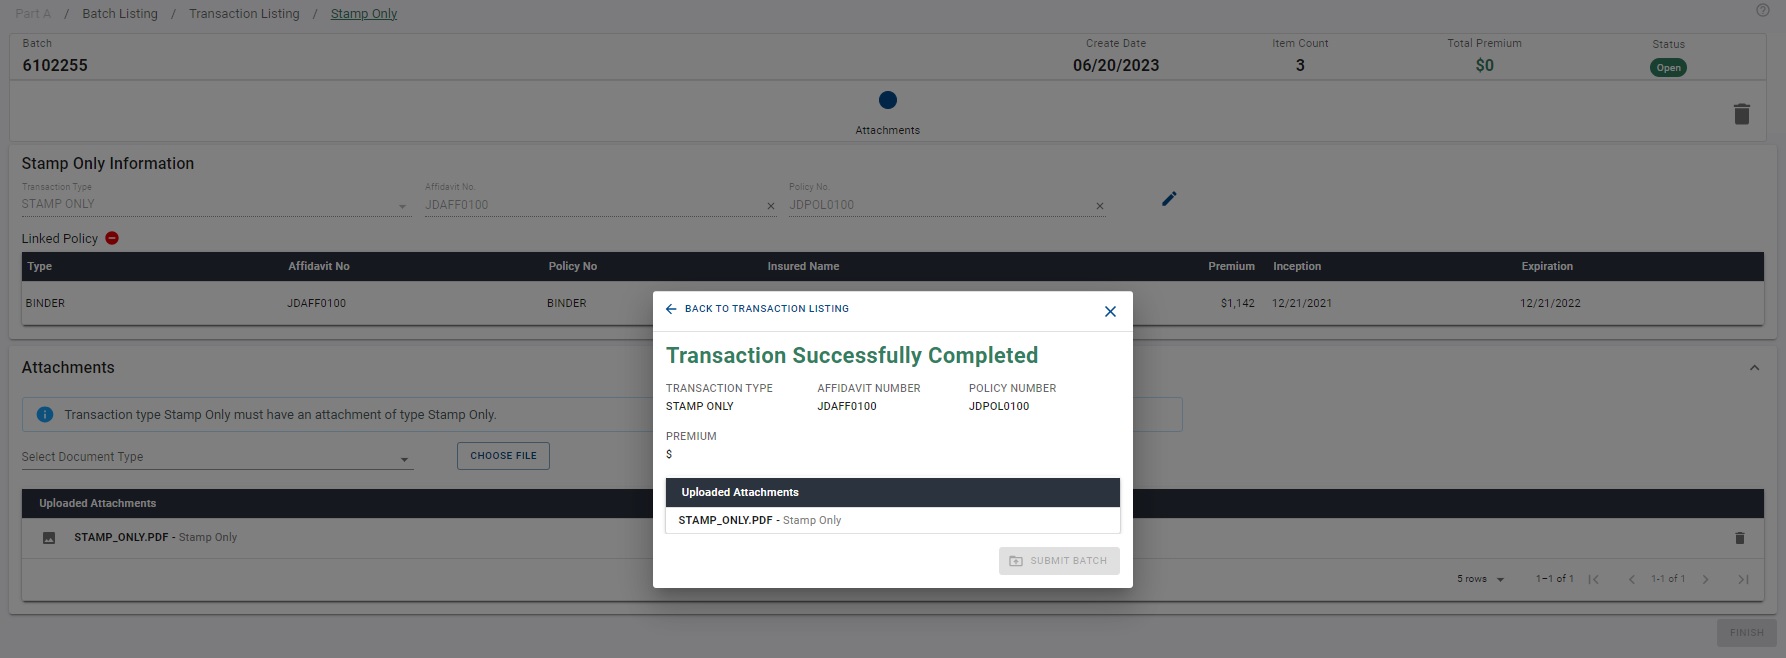 Part A / Batch Listing / Transaction Listing / Stamp Only
Batch Create Date Item Count Total Premium Status
6102255 06/20/2023 3 $0 Open
Attachments
Stamp Only Information
Transaction Type Affidavit No. Policy No.
STAMP ONLY JDAFF0100 JDPOL0100
Linked Policy
Type Affidavit No Policy No Insured Name Premium Inception Expiration
BINDER JDAFF0100 BINDER $1,142 12/21/2021 12/21/2022
Attachments
Transaction type Stamp Only must have an attachment of type Stamp Only.
Select Document Type CHOOSE FILE
Uploaded Attachments
STAMP_ONLY.PDF - Stamp Only
5 rows 1-1 of 1 1-1 of 1
FINISH
BACK TO TRANSACTION LISTING
Transaction Successfully Completed
TRANSACTION TYPE AFFIDAVIT NUMBER POLICY NUMBER
STAMP ONLY JDAFF0100 JDPOL0100
PREMIUM
$
Uploaded Attachments
STAMP_ONLY.PDF - Stamp Only
SUBMIT BATCH